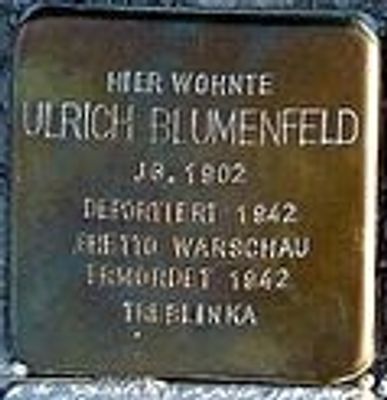 HIER WOHNTE
ULRICH BLUMENFELD
JG. 1902
DEPORTIERT 1942
GHETTO WARSCHAU
ERMORDET 1942
TREBLINKA